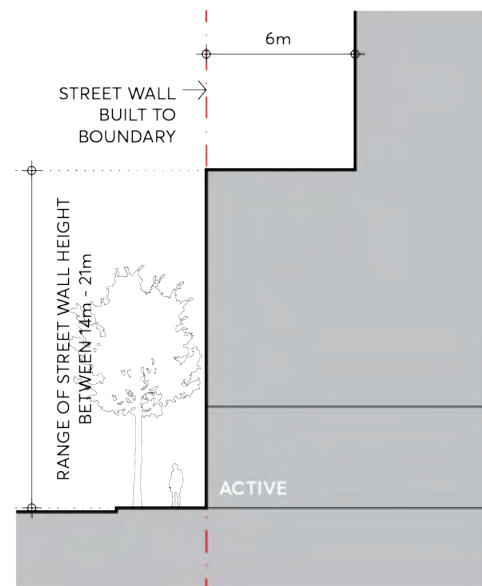 6m
STREET WALL
BUILT TO
BOUNDARY
RANGE OF STREET WALL HEIGHT
BETWEEN 14m - 21m
ACTIVE